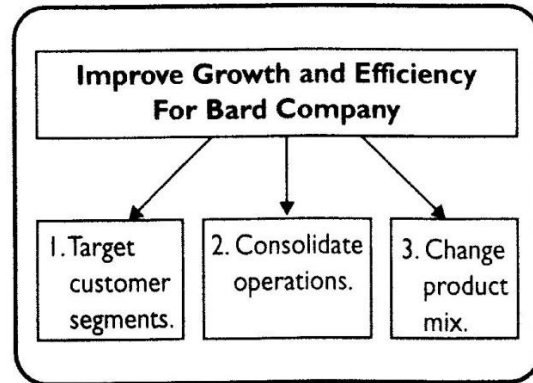 Improve Growth and Efficiency
For Bard Company
1. Target
customer
segments.
2. Consolidate
operations.
3. Change
product
mix.